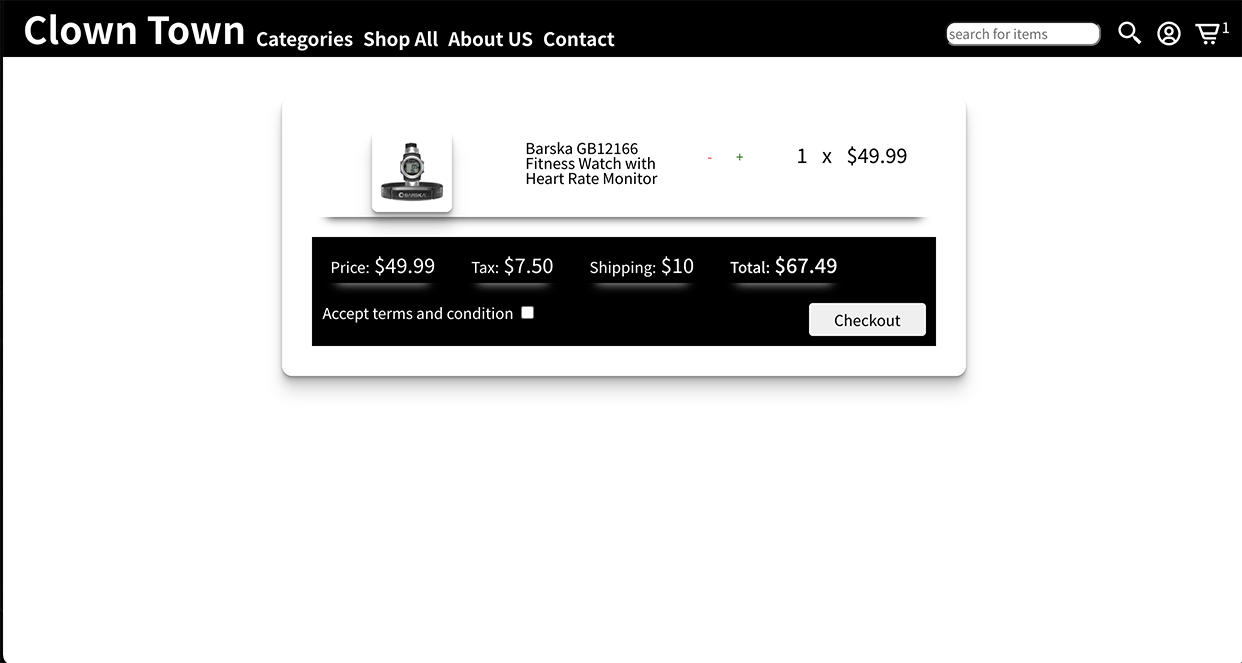 Clown Town Categories Shop All About US Contact search for items 1
Barska GB12166
Fitness Watch with
Heart Rate Monitor
- + 1 x $49.99
BARSKA
Price: $49.99 Tax: $7.50 Shipping: $10 Total: $67.49
Accept terms and condition
Checkout